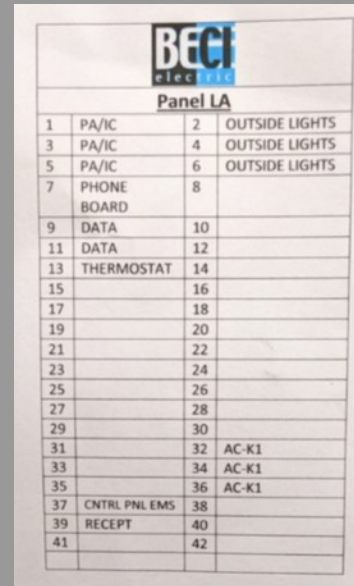 BECI
electric
Panel LA
1 PA/IC 2 OUTSIDE LIGHTS
3 PA/IC 4 OUTSIDE LIGHTS
5 PA/IC 6 OUTSIDE LIGHTS
7 PHONE 8
BOARD
9 DATA 10
11 DATA 12
13 THERMOSTAT 14
15 16
17 18
19 20
21 22
23 24
25 26
27 28
29 30
31 32 AC-K1
33 34 AC-K1
35 36 AC-K1
37 CNTRL PNL EMS 38
39 RECEPT 40
41 42